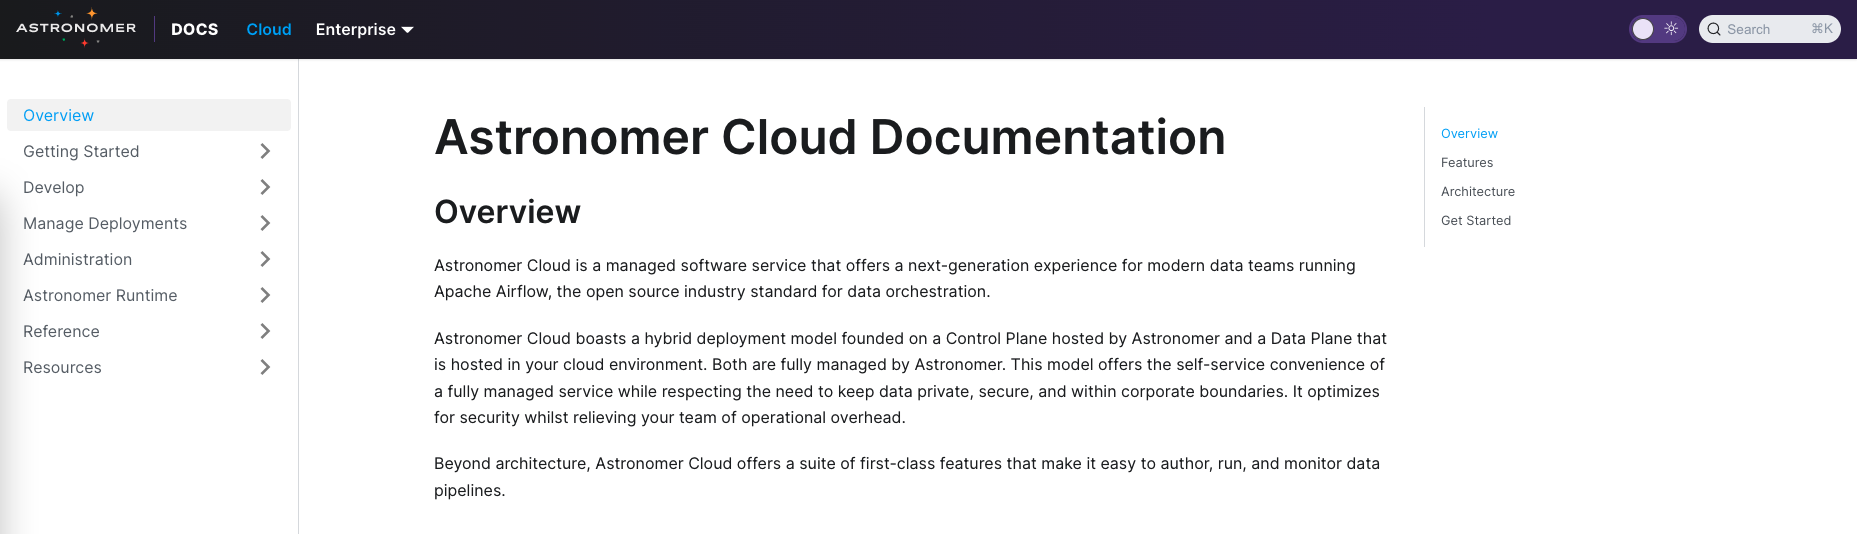 ASTRONOMER DOCS Cloud Enterprise Search ⌘K
Overview
Getting Started
Develop
Manage Deployments
Administration
Astronomer Runtime
Reference
Resources
Astronomer Cloud Documentation
Overview
Astronomer Cloud is a managed software service that offers a next-generation experience for modern data teams running
Apache Airflow, the open source industry standard for data orchestration.
Astronomer Cloud boasts a hybrid deployment model founded on a Control Plane hosted by Astronomer and a Data Plane that
is hosted in your cloud environment. Both are fully managed by Astronomer. This model offers the self-service convenience of
a fully managed service while respecting the need to keep data private, secure, and within corporate boundaries. It optimizes
for security whilst relieving your team of operational overhead.
Beyond architecture, Astronomer Cloud offers a suite of first-class features that make it easy to author, run, and monitor data
pipelines.
Overview
Features
Architecture
Get Started